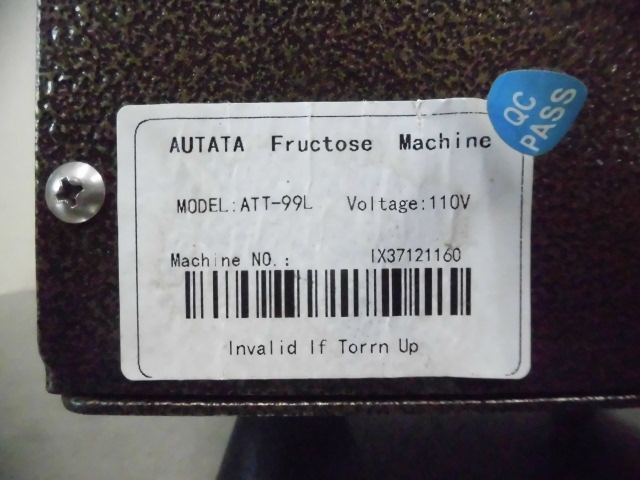 AUTATA Fructose Machine
QC
PASS
MODEL:ATT-99L Voltage:110V
Machine NO.: IX37121160
Invalid If Torrn Up